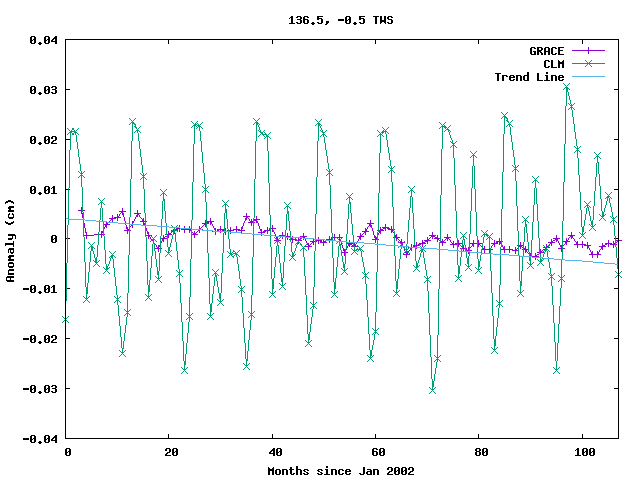 136.5, -0.5 TWS
GRACE
CLM
Trend Line
0.04
0.03
0.02
0.01
0
-0.01
-0.02
-0.03
-0.04
Anomaly (cm)
0 20 40 60 80 100
Months since Jan 2002